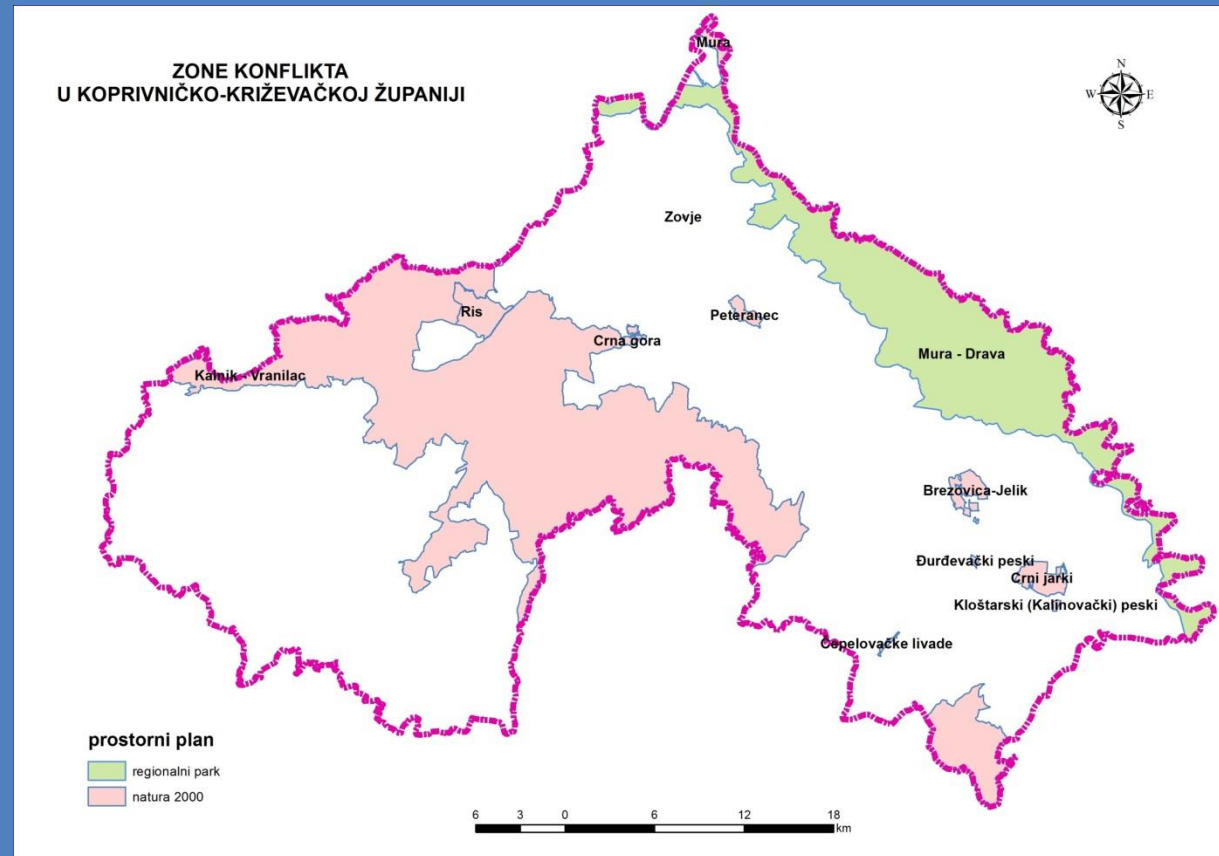 ZONE KONFLIKTA
U KOPRIVNIČKO-KRIŽEVAČKOJ ŽUPANIJI
Mura
N
W E
S
Zovje
Ris
Peteranec
Crna gora
Mura - Drava
Kalnik - Vranilac
Brezovica-Jelik
Đurđevački peski
Crni jarki
Kloštarski (Kalinovački) peski
Čepelovačke livade
prostorni plan
regionalni park
natura 2000
6 3 0 6 12 18
km